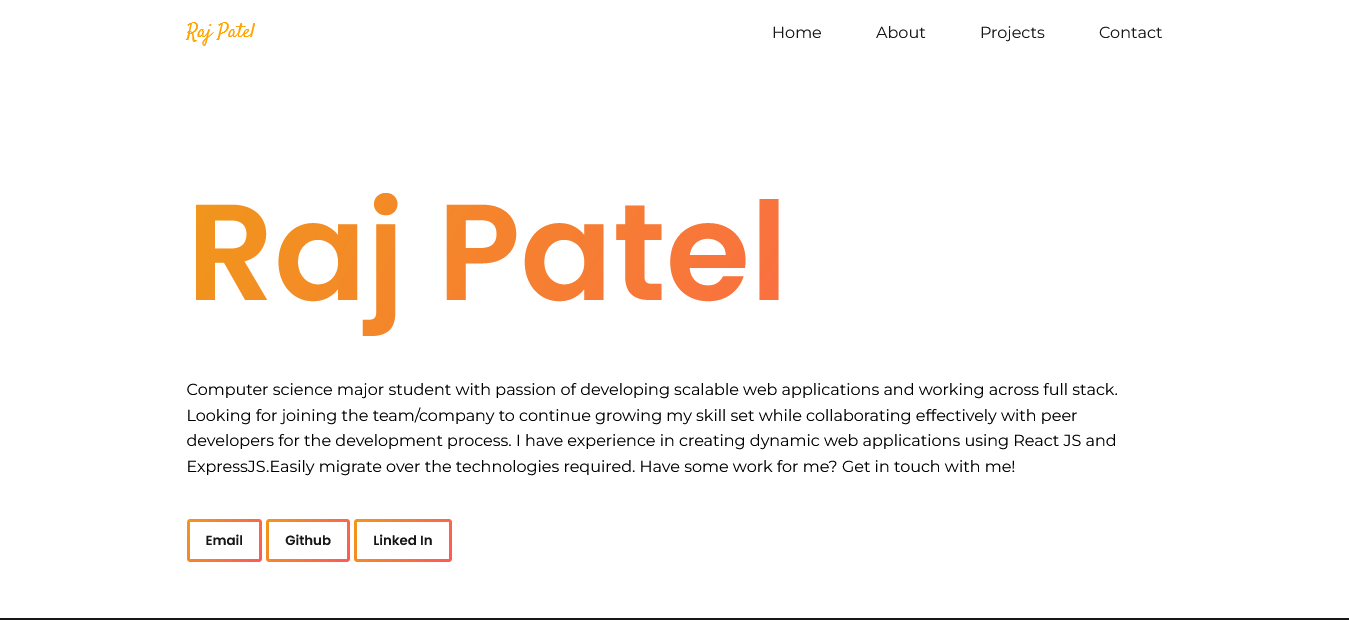 Raj Patel
Home About Projects Contact
Raj Patel
Computer science major student with passion of developing scalable web applications and working across full stack.
Looking for joining the team/company to continue growing my skill set while collaborating effectively with peer
developers for the development process. I have experience in creating dynamic web applications using React JS and
ExpressJS.Easily migrate over the technologies required. Have some work for me? Get in touch with me!
Email Github Linked In